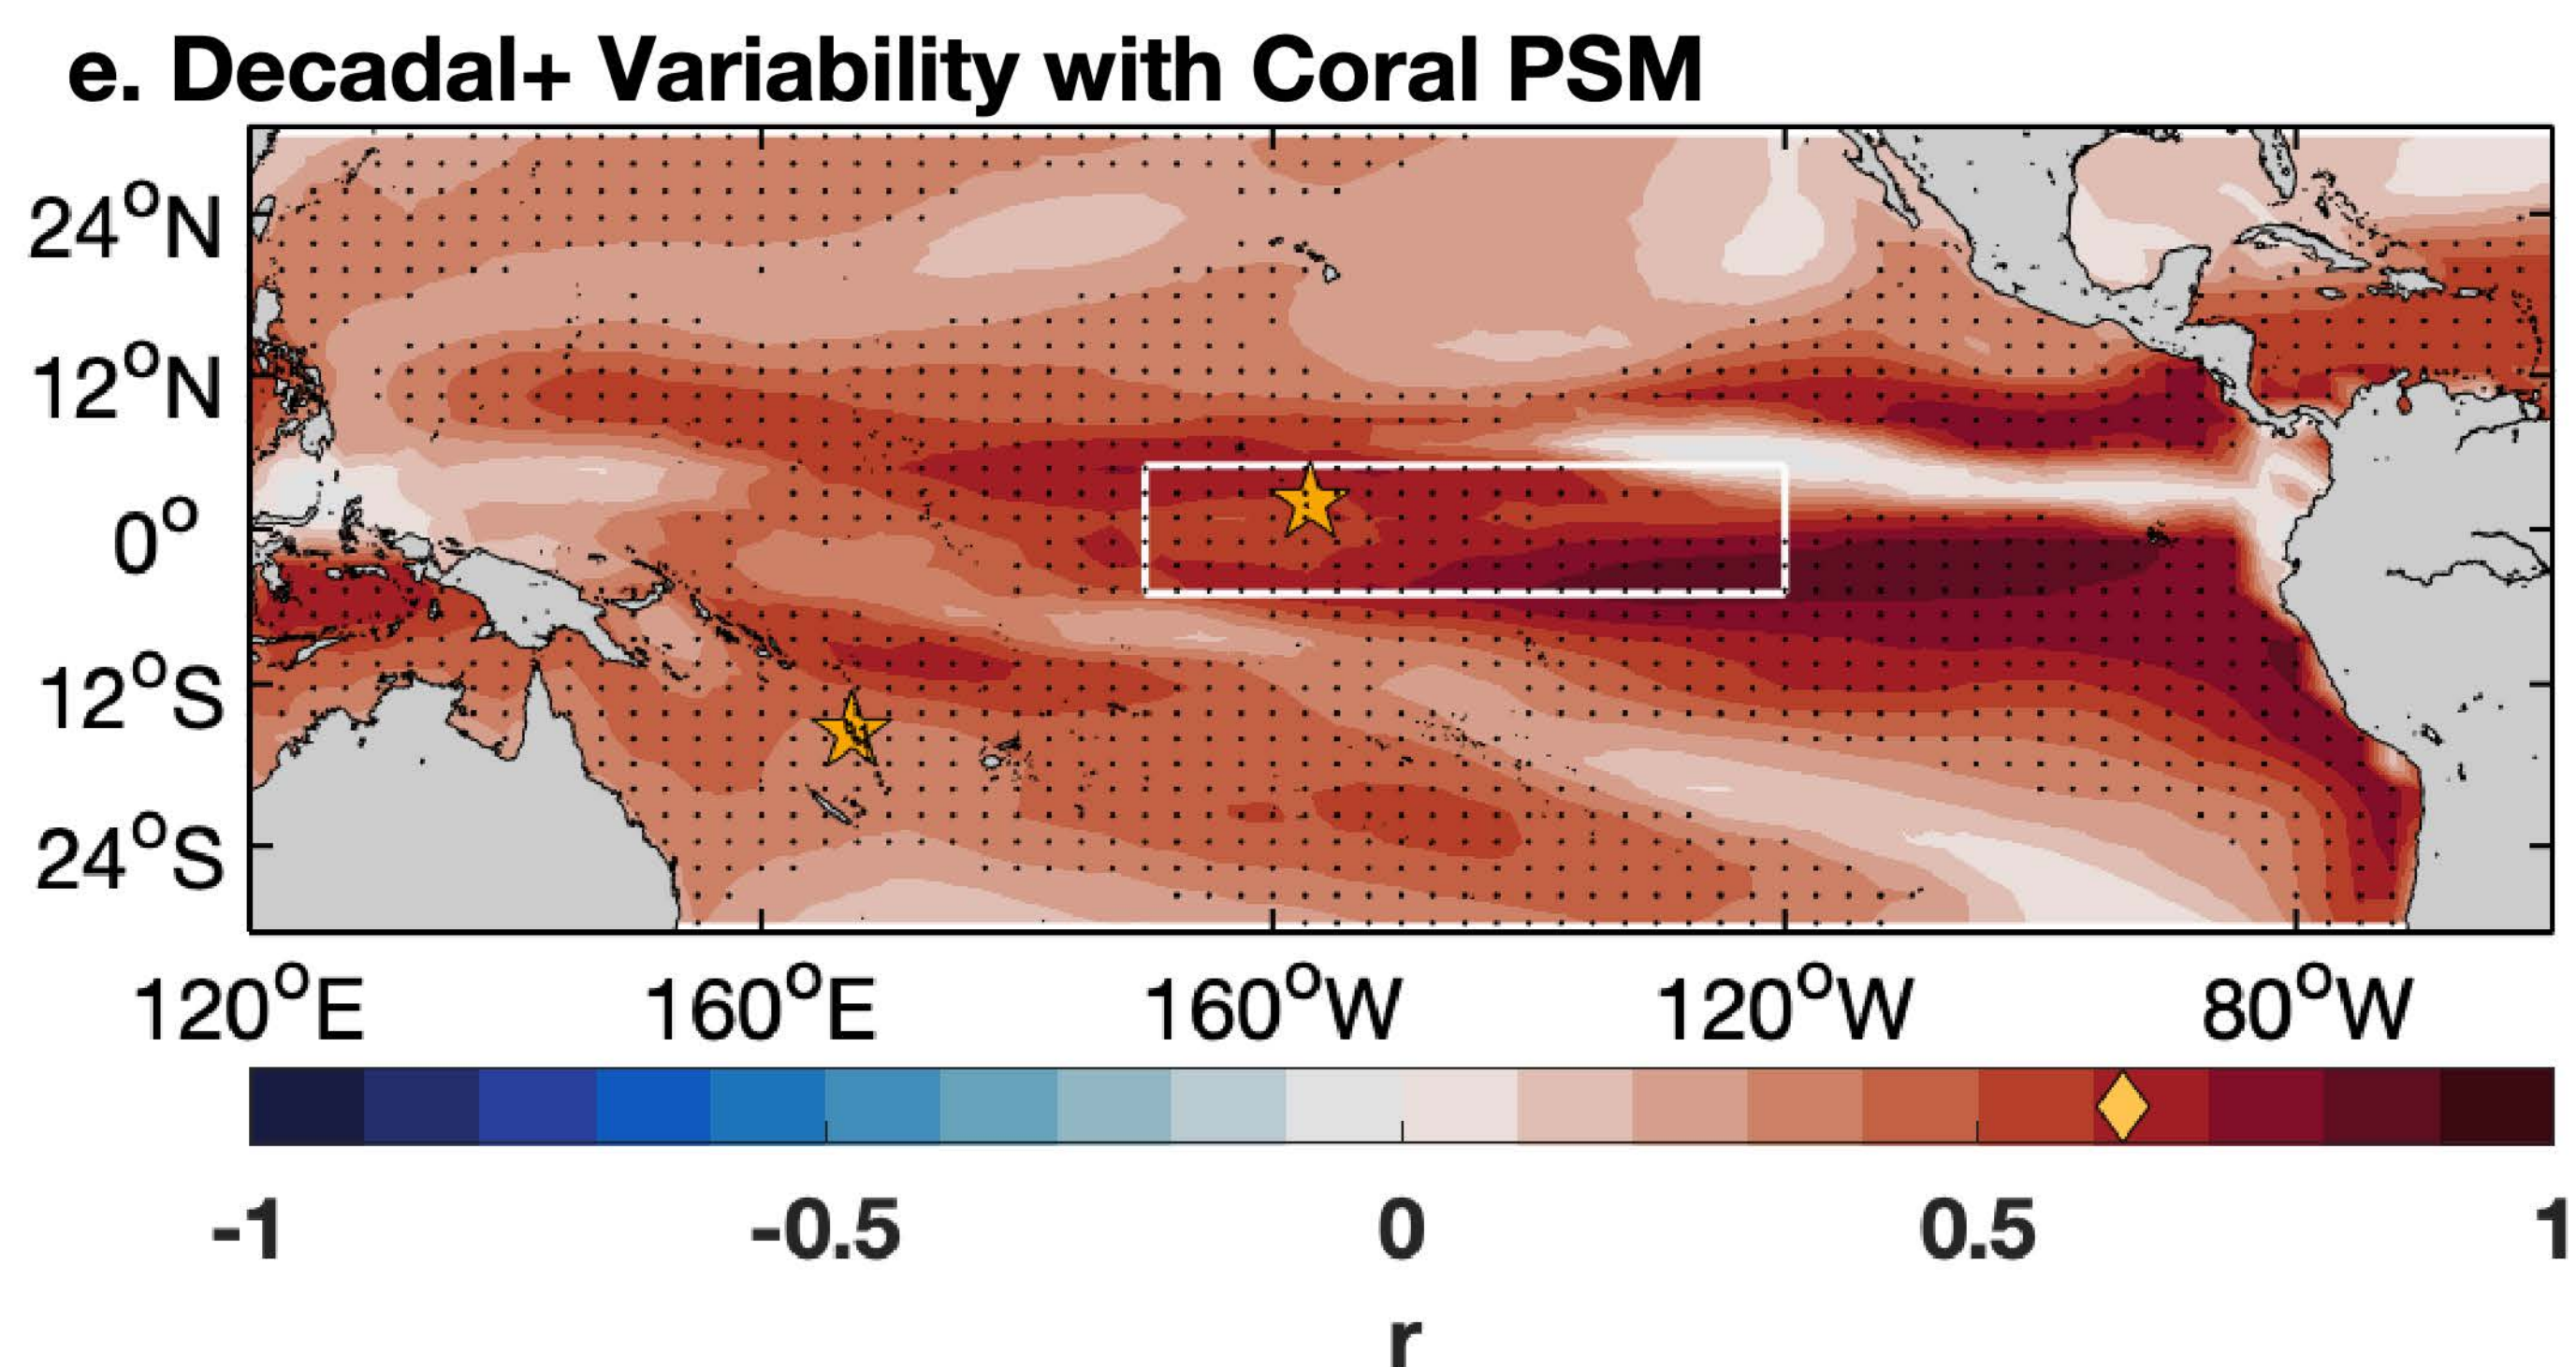 e. Decadal+ Variability with Coral PSM
24°N
12°N
0°
12°S
24°S
120°E 160°E 160°W 120°W 80°W
-1 -0.5 0 0.5 1
r